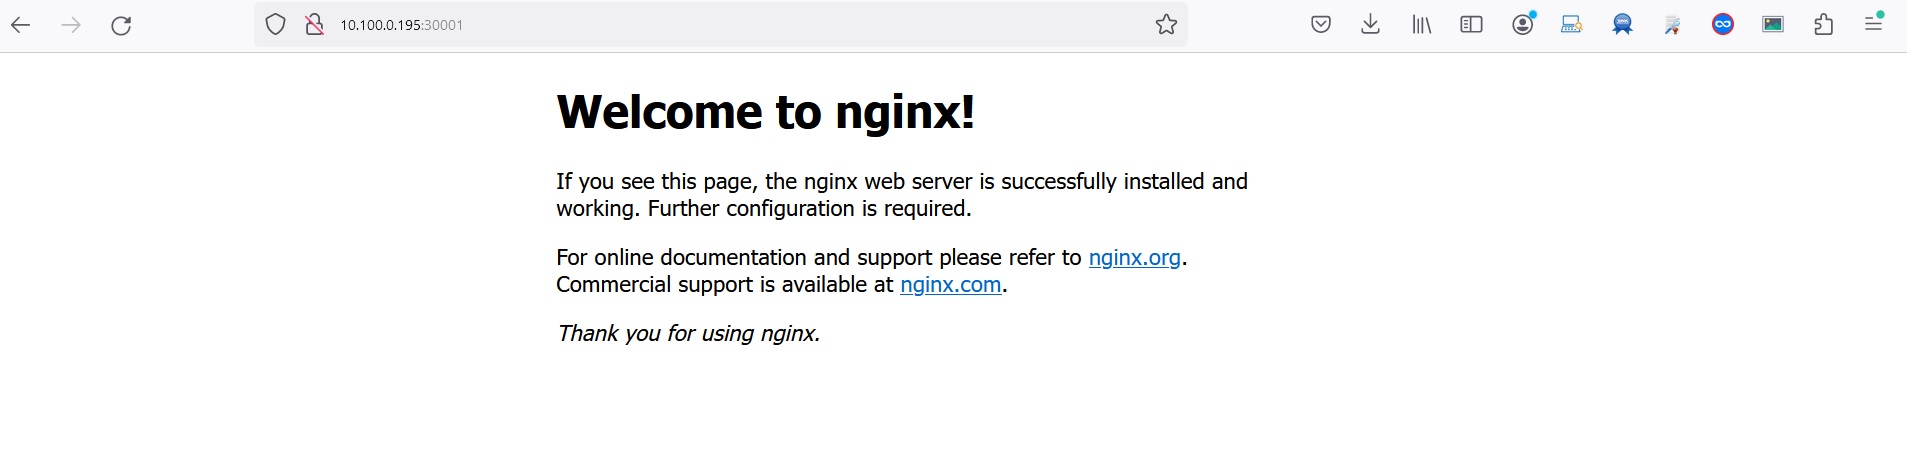 10.100.0.195:30001
Welcome to nginx!
If you see this page, the nginx web server is successfully installed and
working. Further configuration is required.
For online documentation and support please refer to nginx.org.
Commercial support is available at nginx.com.
Thank you for using nginx.